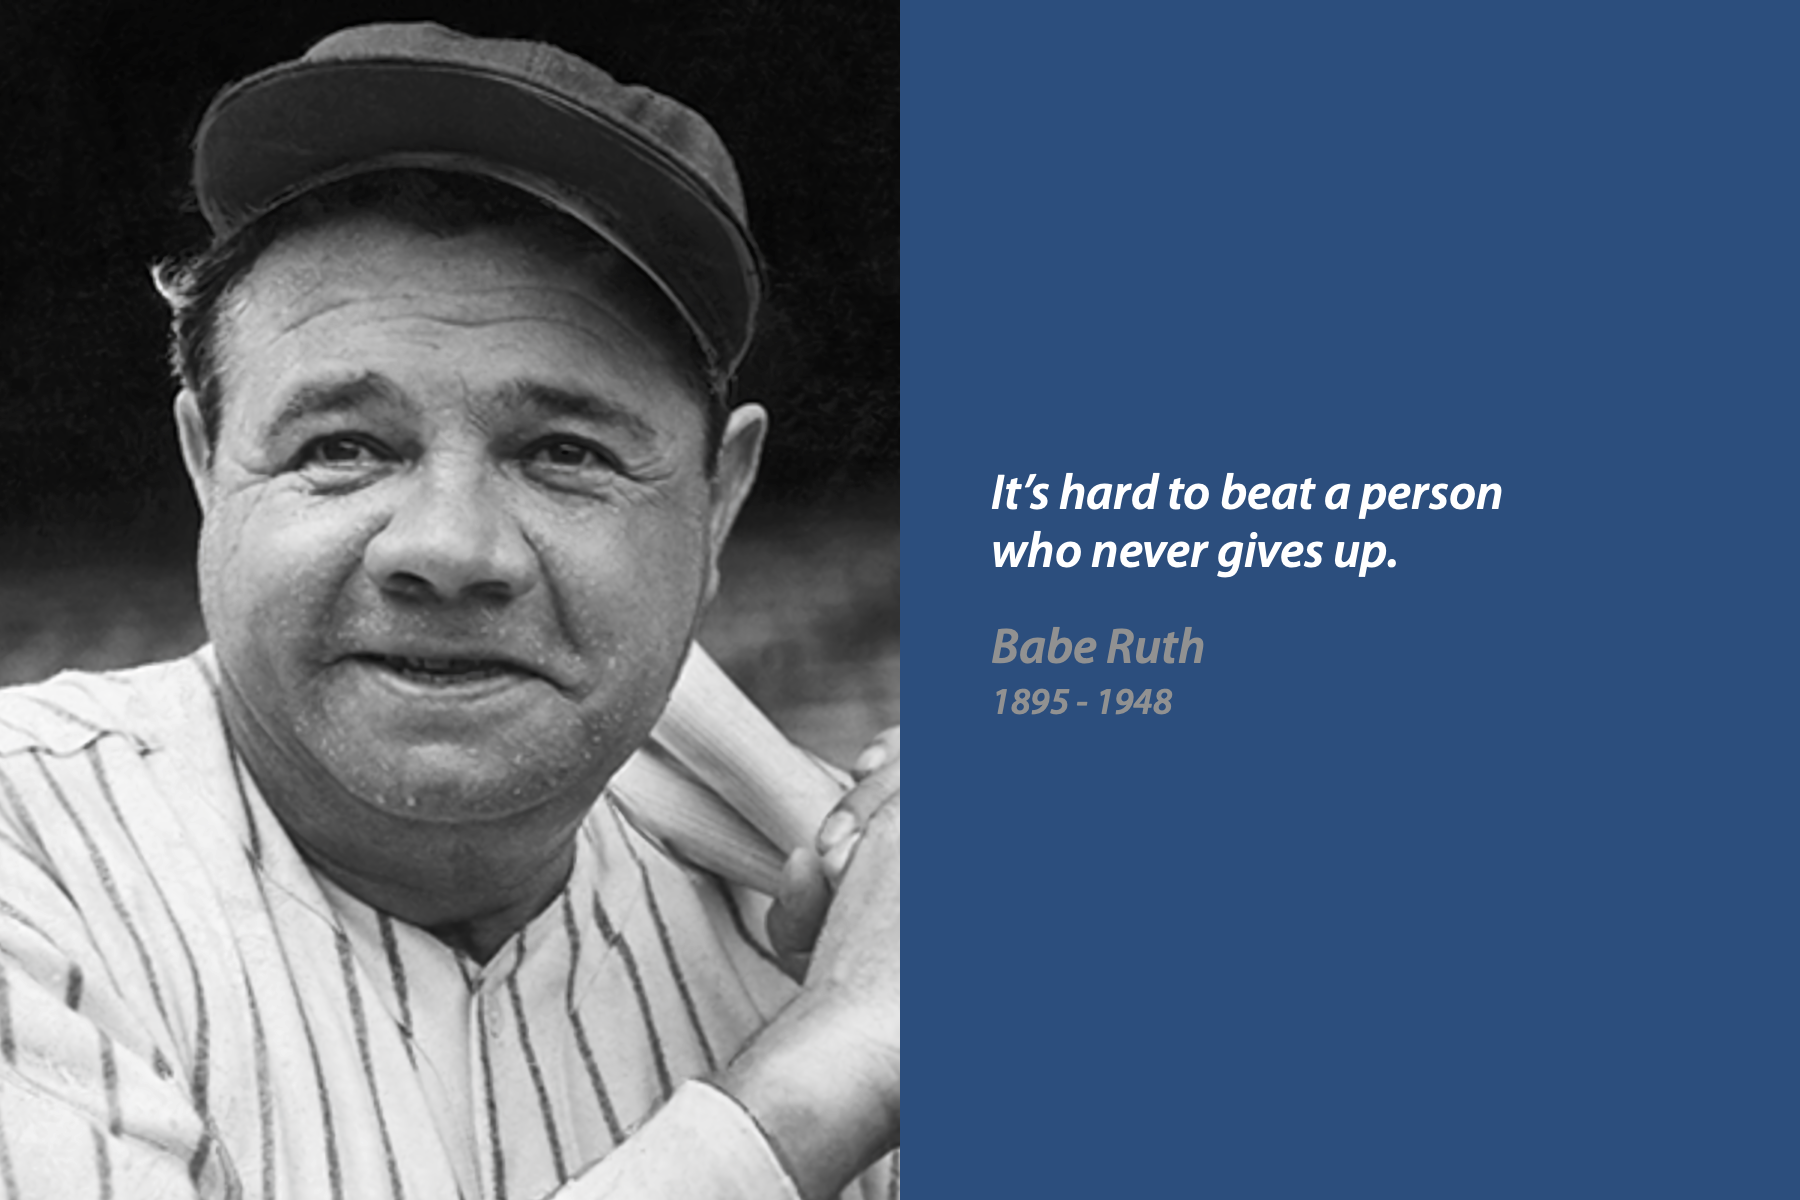 It’s hard to beat a person
who never gives up.
Babe Ruth
1895 - 1948